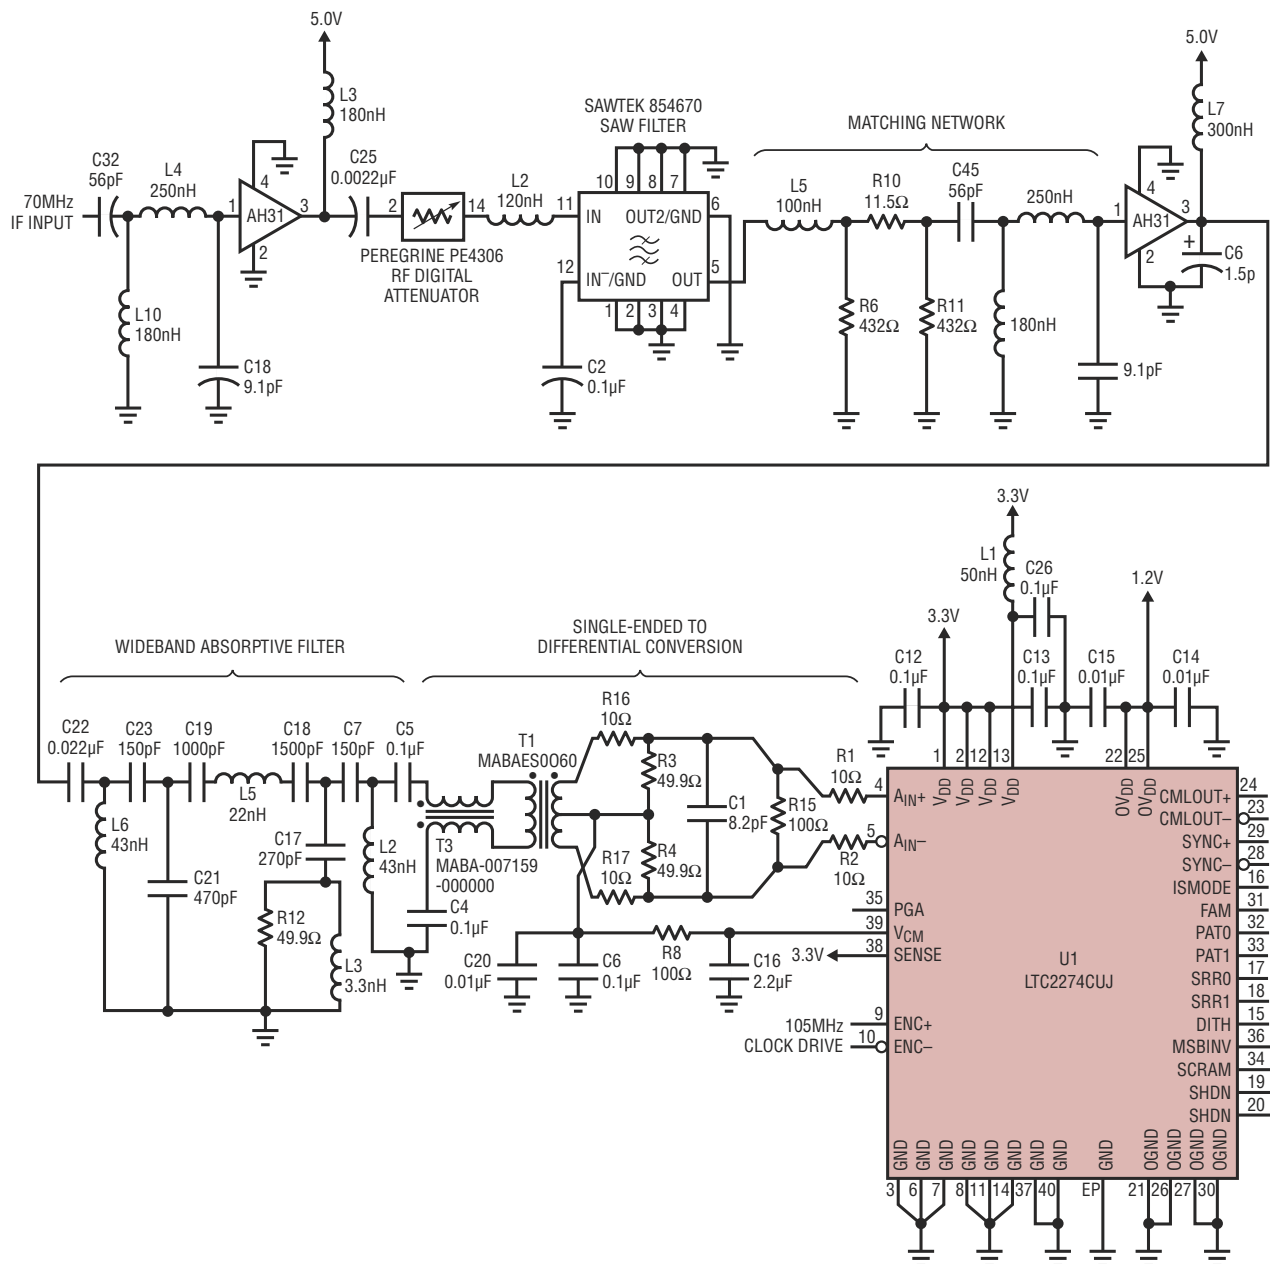 5.0V
L3
180nH
C32
56pF
L4
250nH
C25
0.0022µF
70MHz
IF INPUT
1
AH31
4
3
2
2
14
PEREGRINE PE4306
RF DIGITAL
ATTENUATOR
L2
120nH
L10
180nH
C18
9.1pF
SAWTEK 854670
SAW FILTER
10
9
8
7
11
IN
OUT2/GND
6
12
IN–/GND
OUT
5
1
2
3
4
C2
0.1µF
MATCHING NETWORK
L5
100nH
R10
11.5Ω
C45
56pF
250nH
R6
432Ω
R11
432Ω
180nH
9.1pF
5.0V
L7
300nH
1
AH31
4
3
2
+
C6
1.5p
WIDEBAND ABSORPTIVE FILTER
C22
0.022µF
C23
150pF
C19
1000pF
C18
1500pF
C7
150pF
C5
0.1µF
L6
43nH
L5
22nH
C21
470pF
C17
270pF
R12
49.9Ω
L3
3.3nH
L2
43nH
SINGLE-ENDED TO
DIFFERENTIAL CONVERSION
T1
MABAES0060
T3
MABA-007159
-000000
C4
0.1µF
R16
10Ω
R3
49.9Ω
R17
10Ω
R4
49.9Ω
C1
8.2pF
R15
100Ω
R1
10Ω
R2
10Ω
C20
0.01µF
C6
0.1µF
R8
100Ω
C16
2.2µF
3.3V
105MHz
CLOCK DRIVE
3.3V
L1
50nH
C26
0.1µF
3.3V
1.2V
C12
0.1µF
C13
0.1µF
C15
0.01µF
C14
0.01µF
1
2
12
13
22
25
VDD
VDD
VDD
VDD
OVDD
OVDD
4
AIN+
5
AIN–
35
PGA
39
VCM
38
SENSE
9
ENC+
10
ENC–
U1
LTC2274CUJ
CMLOUT+
24
CMLOUT–
23
SYNC+
29
SYNC–
28
ISMODE
16
FAM
31
PAT0
32
PAT1
33
SRR0
17
SRR1
18
DITH
15
MSBINV
36
SCRAM
34
SHDN
19
SHDN
20
GND
GND
GND
GND
GND
GND
GND
GND
GND
OGND
OGND
OGND
OGND
3
6
7
8
11
14
37
40
EP
21
26
27
30